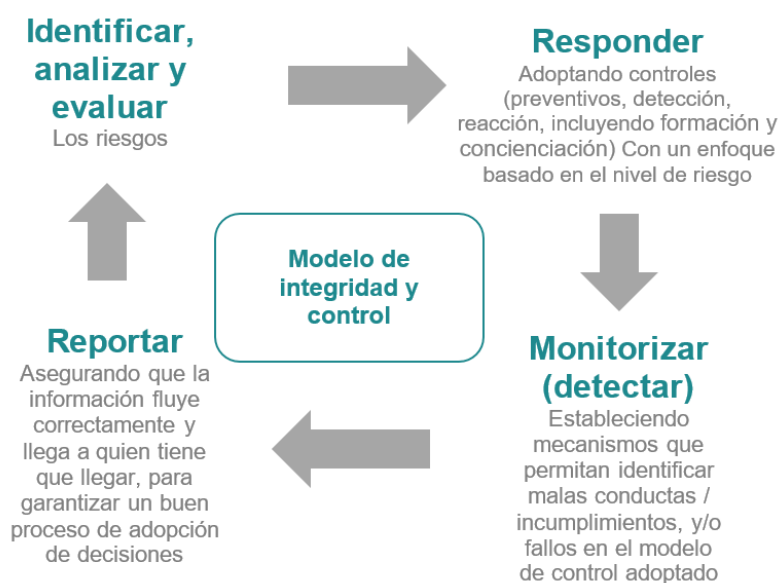 Identificar,
analizar y
evaluar
Los riesgos
Responder
Adoptando controles
(preventivos, detección,
reacción, incluyendo formación y
concienciación) Con un enfoque
basado en el nivel de riesgo
Modelo de
integridad y
control
Reportar
Asegurando que la
información fluye
correctamente y
llega a quien tiene
que llegar, para
garantizar un buen
proceso de adopción
de decisiones
Monitorizar
(detectar)
Estableciendo
mecanismos que
permitan identificar
malas conductas /
incumplimientos, y/o
fallos en el modelo
de control adoptado